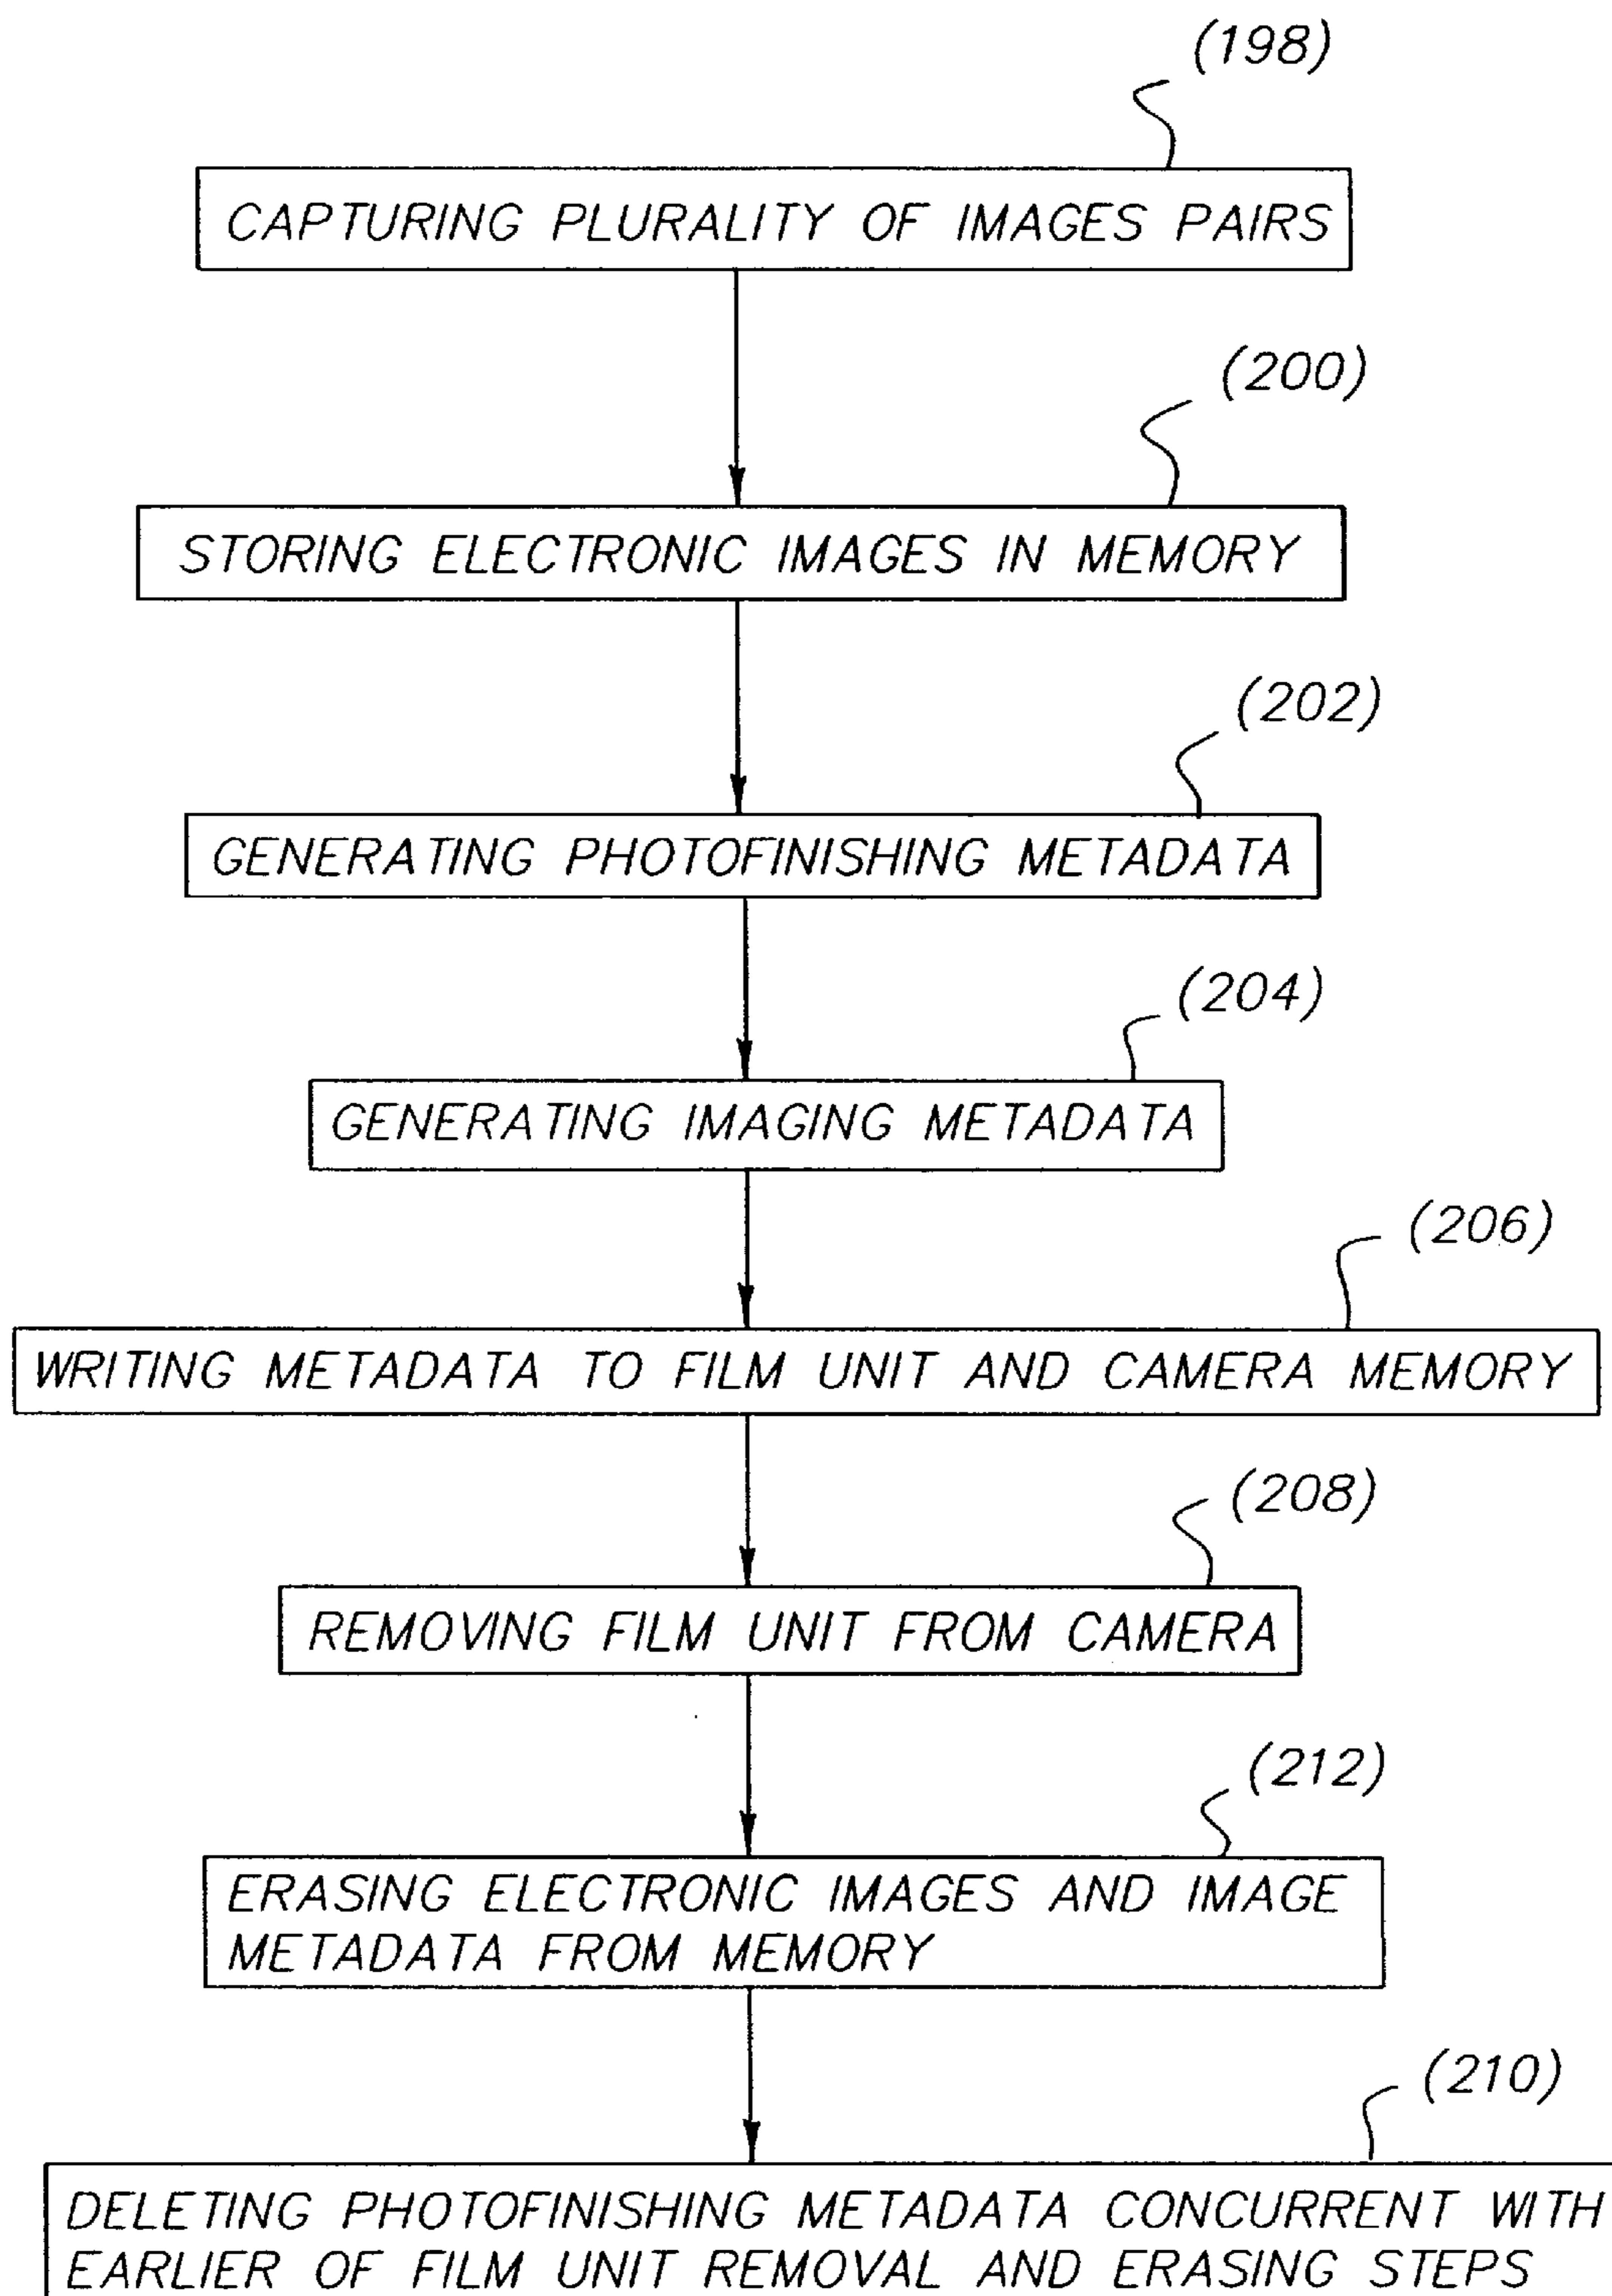 (198)
CAPTURING PLURALITY OF IMAGES PAIRS
(200)
STORING ELECTRONIC IMAGES IN MEMORY
(202)
GENERATING PHOTOFINISHING METADATA
(204)
GENERATING IMAGING METADATA
(206)
WRITING METADATA TO FILM UNIT AND CAMERA MEMORY
(208)
REMOVING FILM UNIT FROM CAMERA
(212)
ERASING ELECTRONIC IMAGES AND IMAGE
METADATA FROM MEMORY
(210)
DELETING PHOTOFINISHING METADATA CONCURRENT WITH
EARLIER OF FILM UNIT REMOVAL AND ERASING STEPS